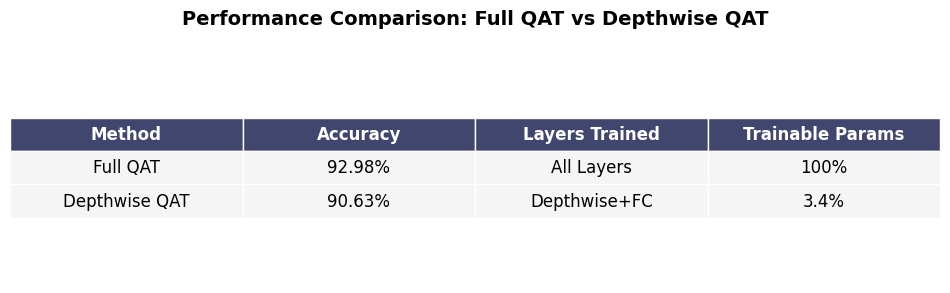 Performance Comparison: Full QAT vs Depthwise QAT
Method Accuracy Layers Trained Trainable Params
Full QAT 92.98% All Layers 100%
Depthwise QAT 90.63% Depthwise+FC 3.4%